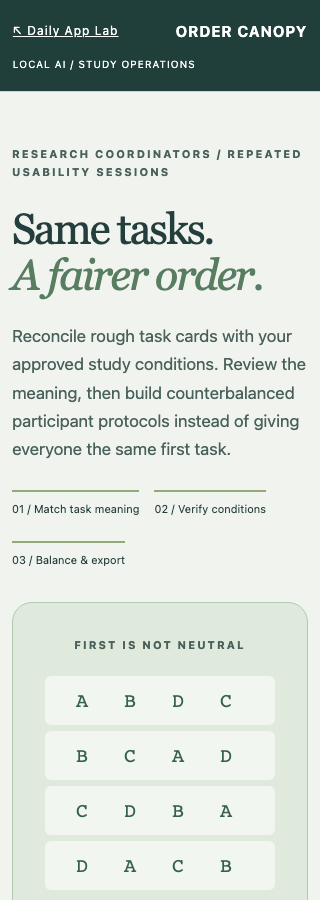 ↖ Daily App Lab
ORDER CANOPY
LOCAL AI / STUDY OPERATIONS
RESEARCH COORDINATORS / REPEATED
USABILITY SESSIONS
Same tasks.
A fairer order.
Reconcile rough task cards with your
approved study conditions. Review the
meaning, then build counterbalanced
participant protocols instead of giving
everyone the same first task.
01 / Match task meaning
02 / Verify conditions
03 / Balance & export
FIRST IS NOT NEUTRAL
A B D C
B C A D
C D B A
D A C B